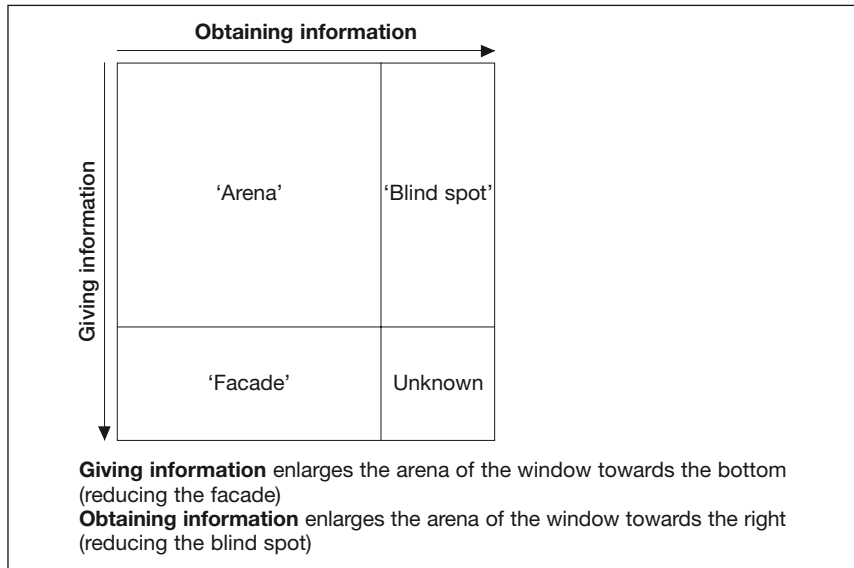 Obtaining information
Giving information
‘Arena’
‘Blind spot’
‘Facade’
Unknown
Giving information enlarges the arena of the window towards the bottom
(reducing the facade)
Obtaining information enlarges the arena of the window towards the right
(reducing the blind spot)